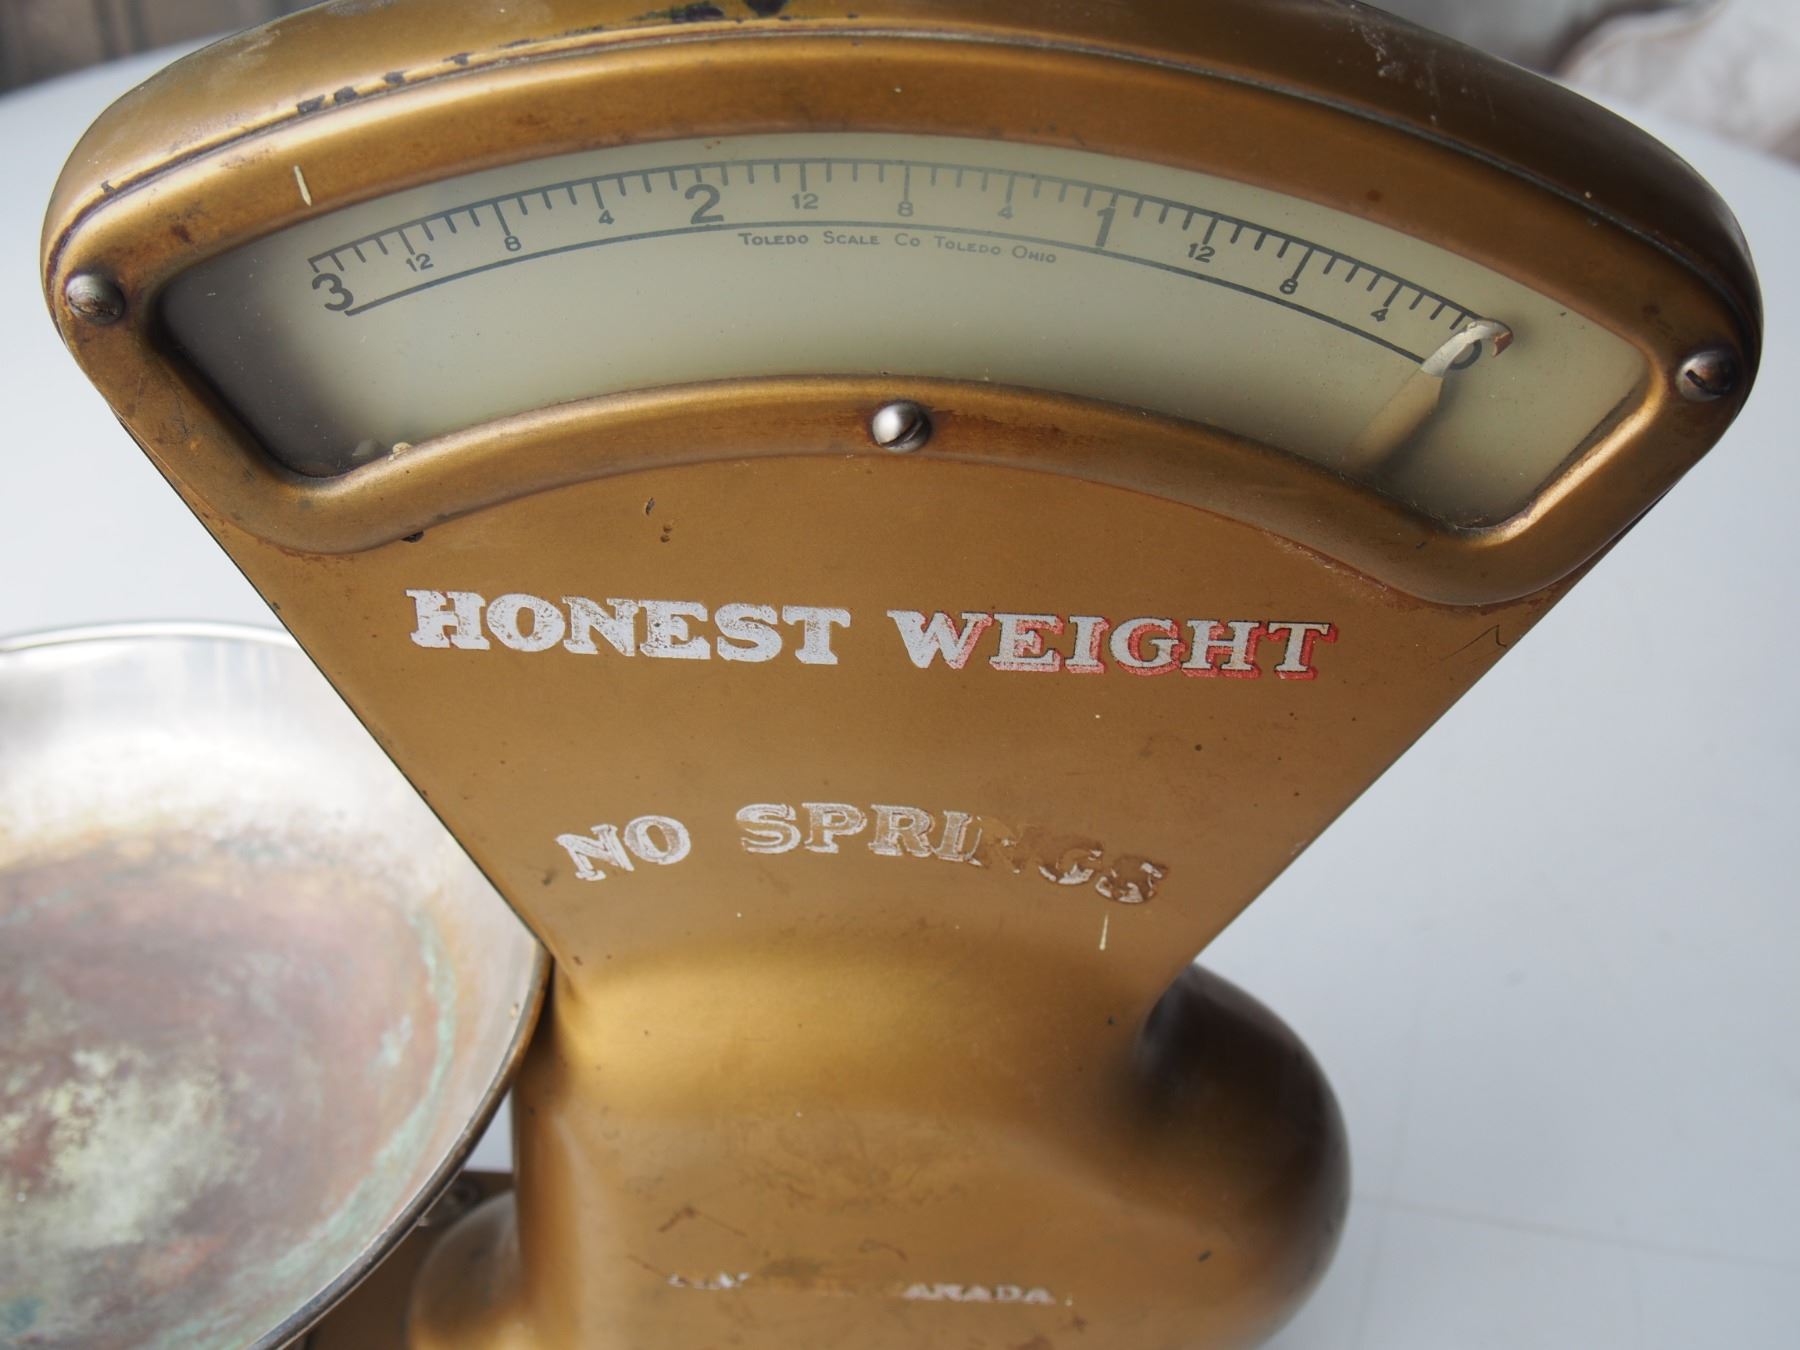 3 12 8 4 2 12 8 4 1 12 8 4 0
TOLEDO SCALE CO TOLEDO OHIO
HONEST WEIGHT
NO SPRINGS
CANADA